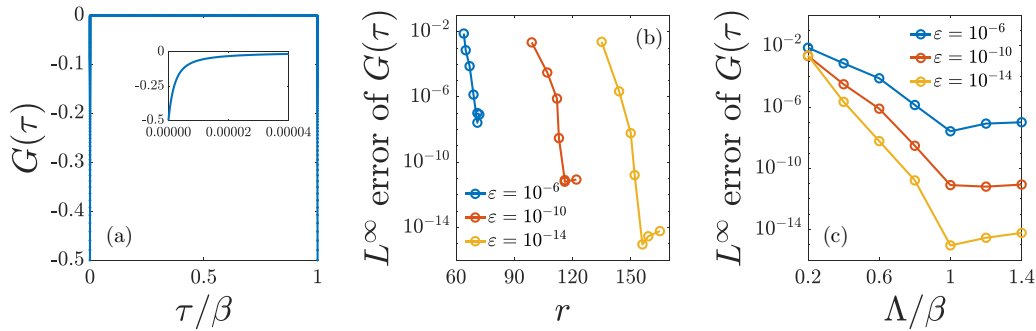 0
-0.1
-0.2
-0.3
-0.4
-0.5
G(τ)
0
-0.25
-0.5
0.00000 0.00002 0.00004
(a)
0 0.5 1
τ/β
L^∞ error of G(τ)
10^{-2}
10^{-6}
10^{-10}
10^{-14}
(b)
ε = 10^{-6}
ε = 10^{-10}
ε = 10^{-14}
60 90 120 150
r
L^∞ error of G(τ)
10^{-2}
10^{-6}
10^{-10}
10^{-14}
ε = 10^{-6}
ε = 10^{-10}
ε = 10^{-14}
(c)
0.2 0.6 1 1.4
Λ/β